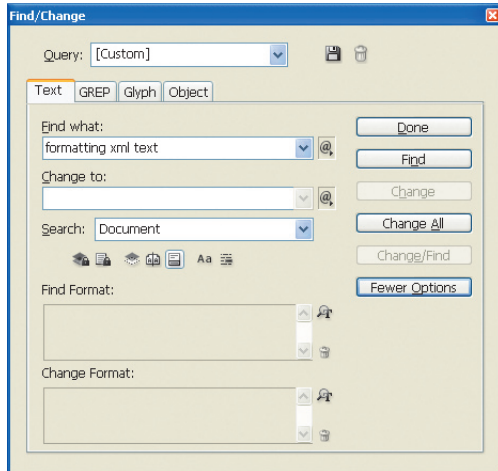 Find/Change
Query: [Custom]
Text GREP Glyph Object
Find what:
formatting xml text
Change to:
Search: Document
Aa
Find Format:
Change Format:
Done
Find
Change
Change All
Change/Find
Fewer Options